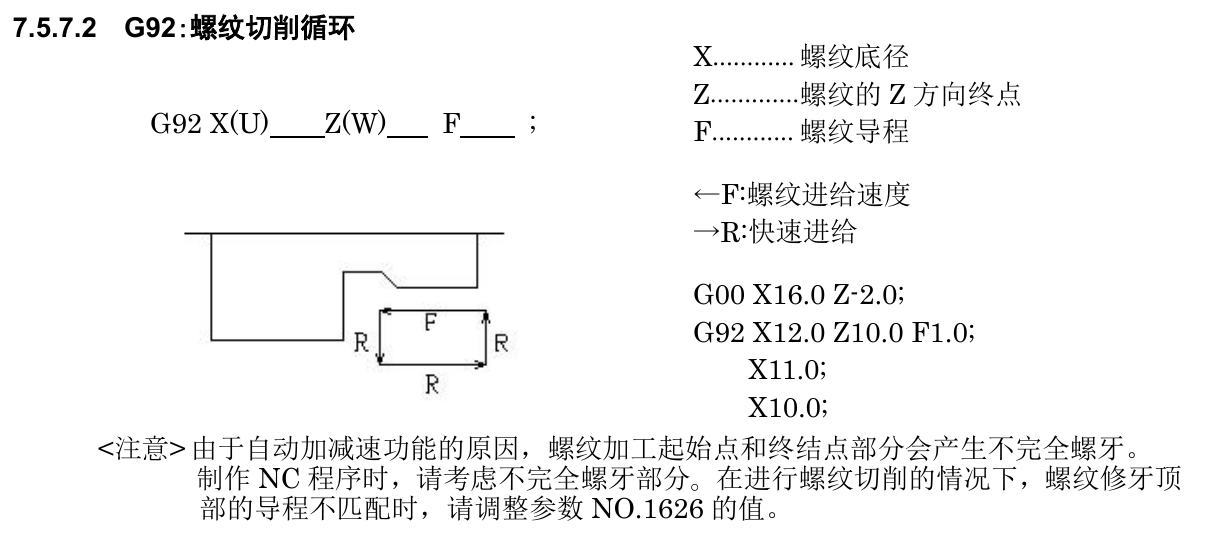 7.5.7.2 G92:螺纹切削循环
G92 X(U)____Z(W)___ F____ ;
X............ 螺纹底径
Z.............螺纹的 Z 方向终点
F............ 螺纹导程
←F:螺纹进给速度
→R:快速进给
F
R
R
R
G00 X16.0 Z-2.0;
G92 X12.0 Z10.0 F1.0;
X11.0;
X10.0;
<注意> 由于自动加减速功能的原因，螺纹加工起始点和终结点部分会产生不完全螺牙。
制作 NC 程序时，请考虑不完全螺牙部分。在进行螺纹切削的情况下，螺纹修牙顶
部的导程不匹配时，请调整参数 NO.1626 的值。